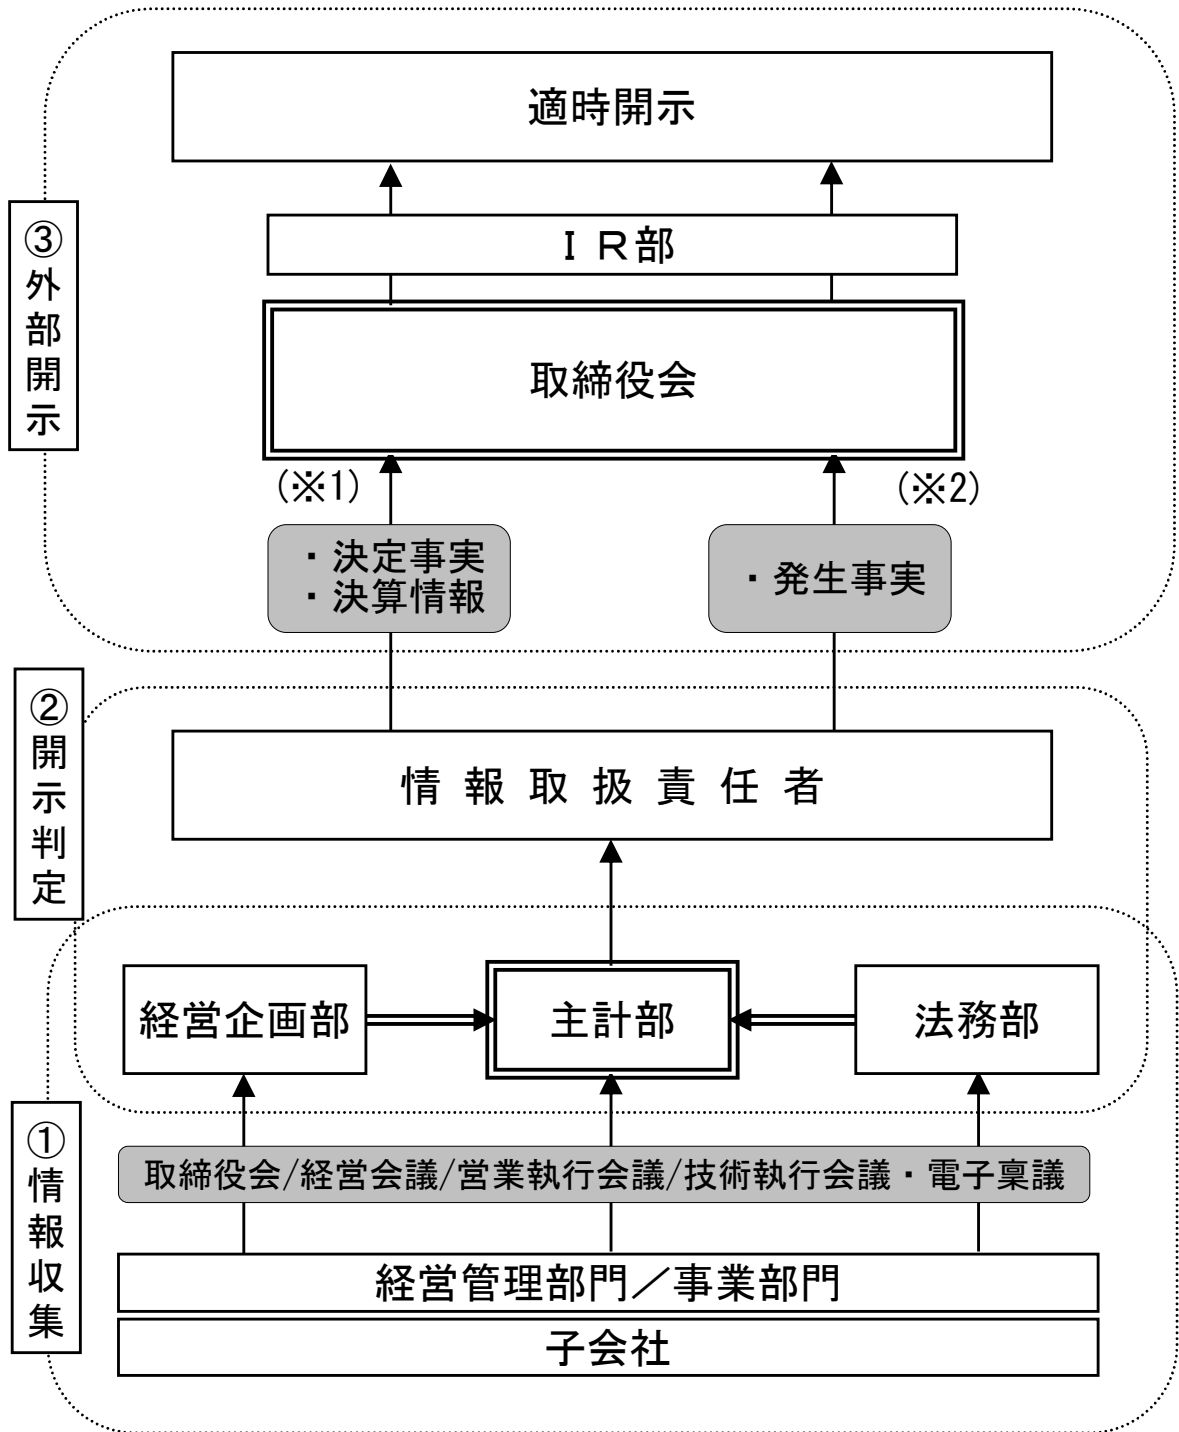 適時開示
ＩＲ部
取締役会
③外部開示
(※1)
(※2)
・決定事実
・決算情報
・発生事実
②開示判定
情報取扱責任者
経営企画部
主計部
法務部
①情報収集
取締役会/経営会議/営業執行会議/技術執行会議・電子稟議
経営管理部門／事業部門
子会社